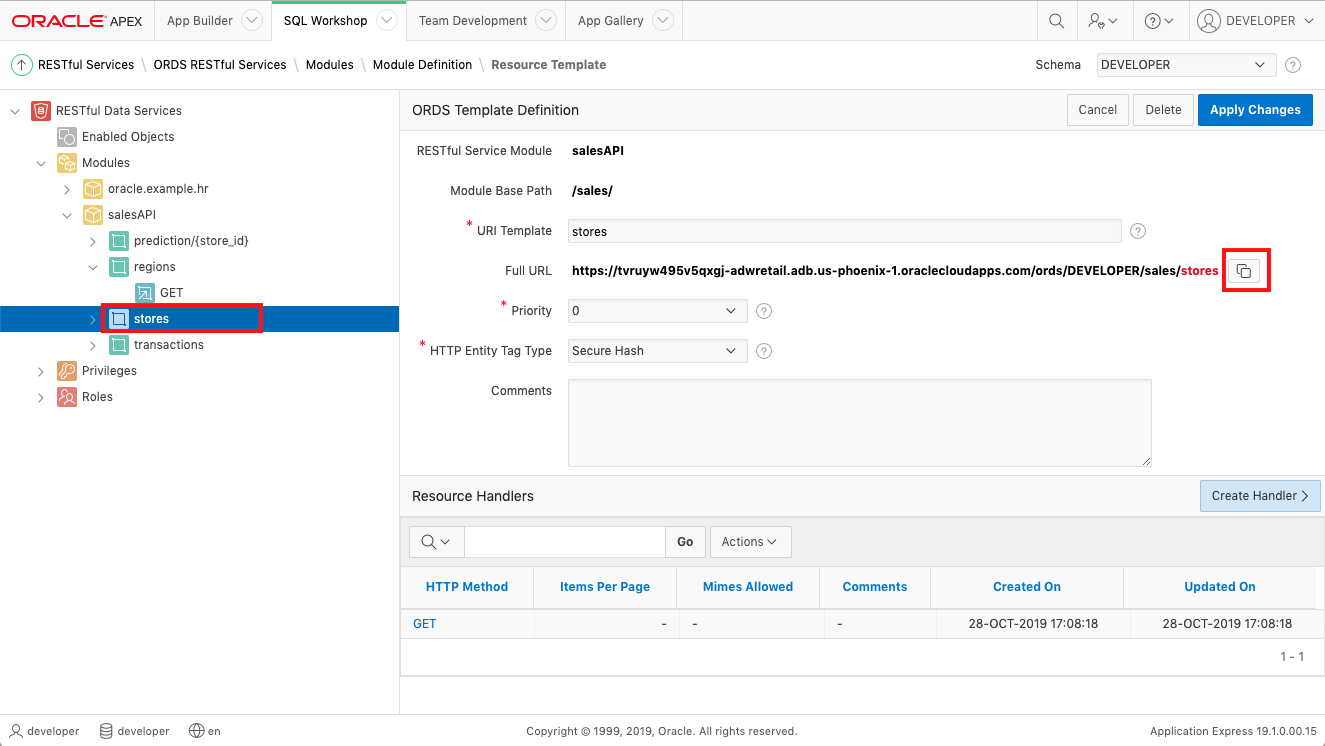 ORACLE APEX App Builder SQL Workshop Team Development App Gallery DEVELOPER
RESTful Services \ ORDS RESTful Services \ Modules \ Module Definition \ Resource Template Schema DEVELOPER
RESTful Data Services
Enabled Objects
Modules
oracle.example.hr
salesAPI
prediction/{store_id}
regions
GET
stores
transactions
Privileges
Roles
ORDS Template Definition Cancel Delete Apply Changes
RESTful Service Module salesAPI
Module Base Path /sales/
* URI Template stores
Full URL https://tvruyw495v5qxgj-adwretail.adb.us-phoenix-1.oraclecloudapps.com/ords/DEVELOPER/sales/stores
* Priority 0
* HTTP Entity Tag Type Secure Hash
Comments
Resource Handlers Create Handler
Go Actions
HTTP Method Items Per Page Mimes Allowed Comments Created On Updated On
GET - - - 28-OCT-2019 17:08:18 28-OCT-2019 17:08:18
1 - 1
developer developer en Copyright © 1999, 2019, Oracle. All rights reserved. Application Express 19.1.0.00.15